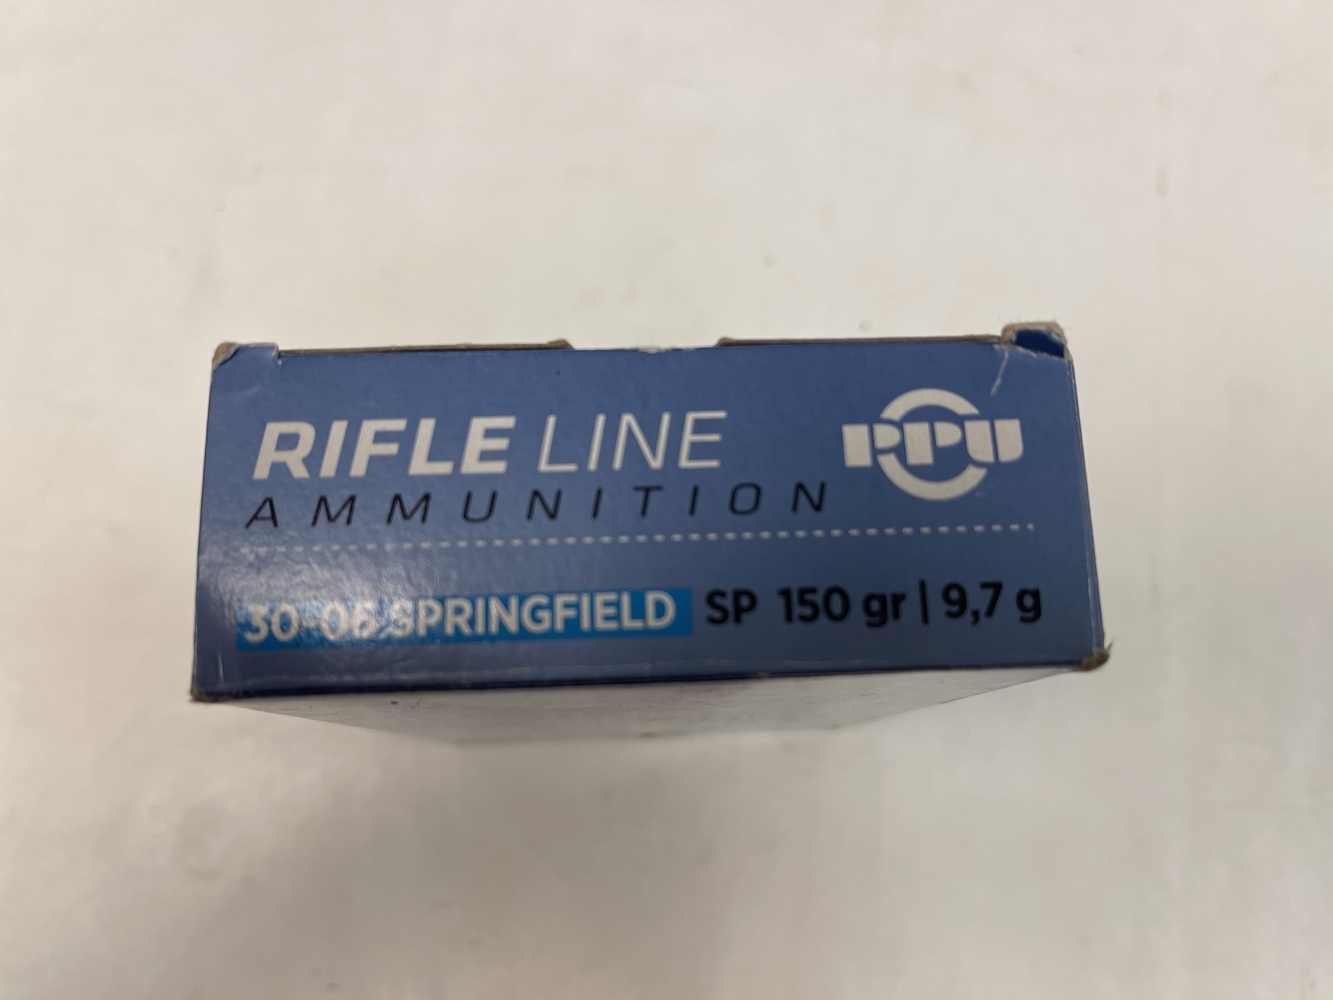 RIFLE LINE
AMMUNITION
PPU
30-06 SPRINGFIELD SP 150 gr | 9,7 g